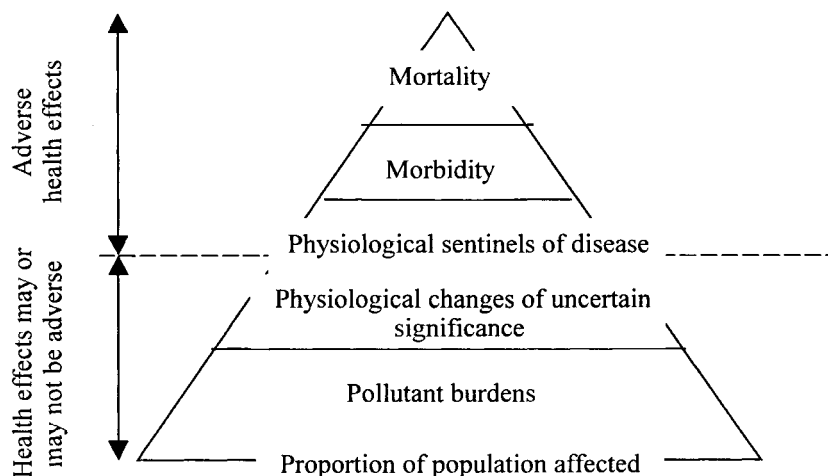 Adverse
health effects
Health effects may or
may not be adverse
Mortality
Morbidity
Physiological sentinels of disease
Physiological changes of uncertain
significance
Pollutant burdens
Proportion of population affected